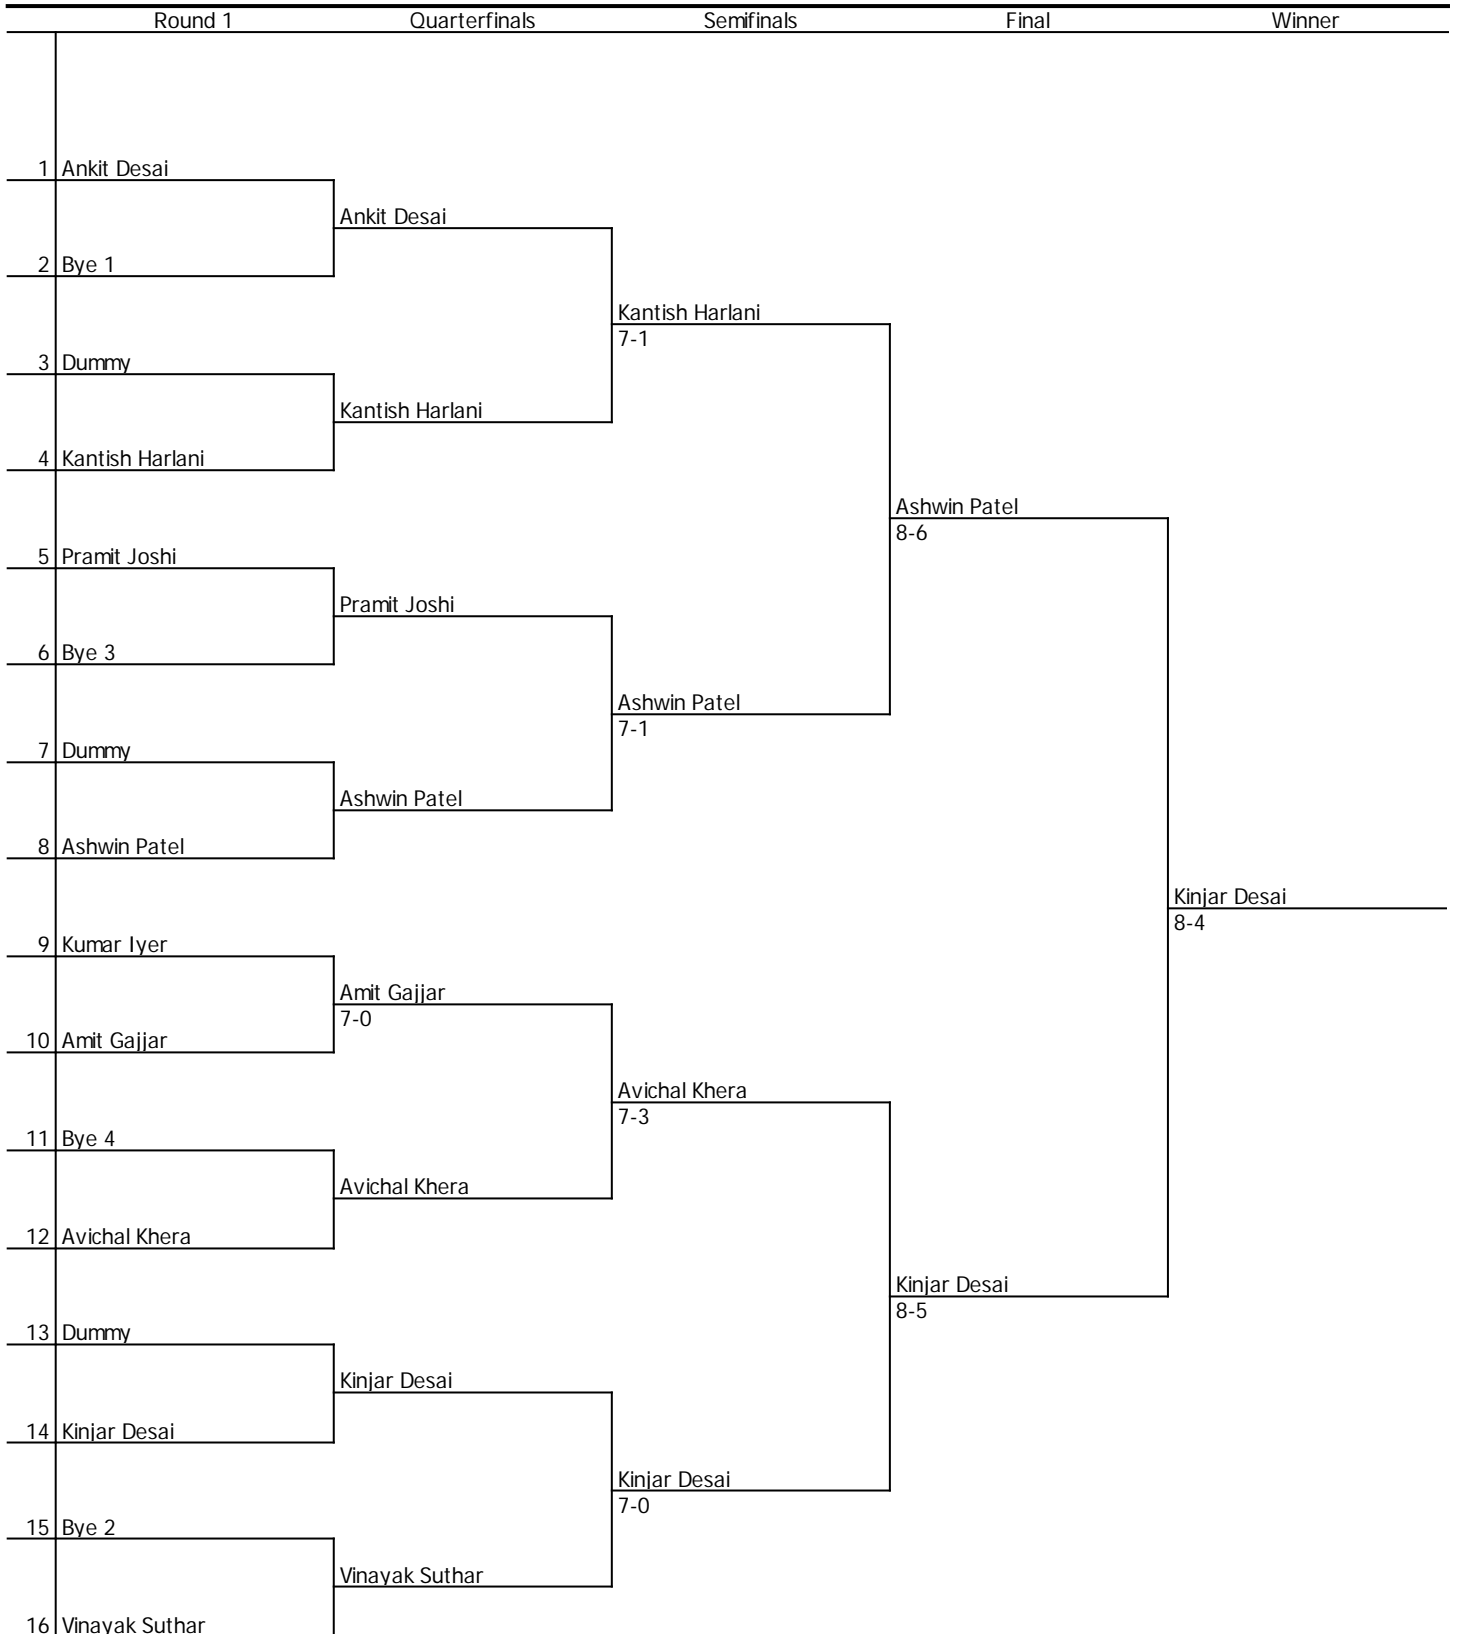 Round 1 Quarterfinals Semifinals Final Winner
1 Ankit Desai
Ankit Desai
2 Bye 1
Kantish Harlani
7-1
3 Dummy
Kantish Harlani
4 Kantish Harlani
Ashwin Patel
8-6
5 Pramit Joshi
Pramit Joshi
6 Bye 3
Ashwin Patel
7-1
7 Dummy
Ashwin Patel
8 Ashwin Patel
Kinjar Desai
8-4
9 Kumar Iyer
Amit Gajjar
7-0
10 Amit Gajjar
Avichal Khera
7-3
11 Bye 4
Avichal Khera
12 Avichal Khera
Kinjar Desai
8-5
13 Dummy
Kinjar Desai
14 Kinjar Desai
Kinjar Desai
7-0
15 Bye 2
Vinayak Suthar
16 Vinayak Suthar